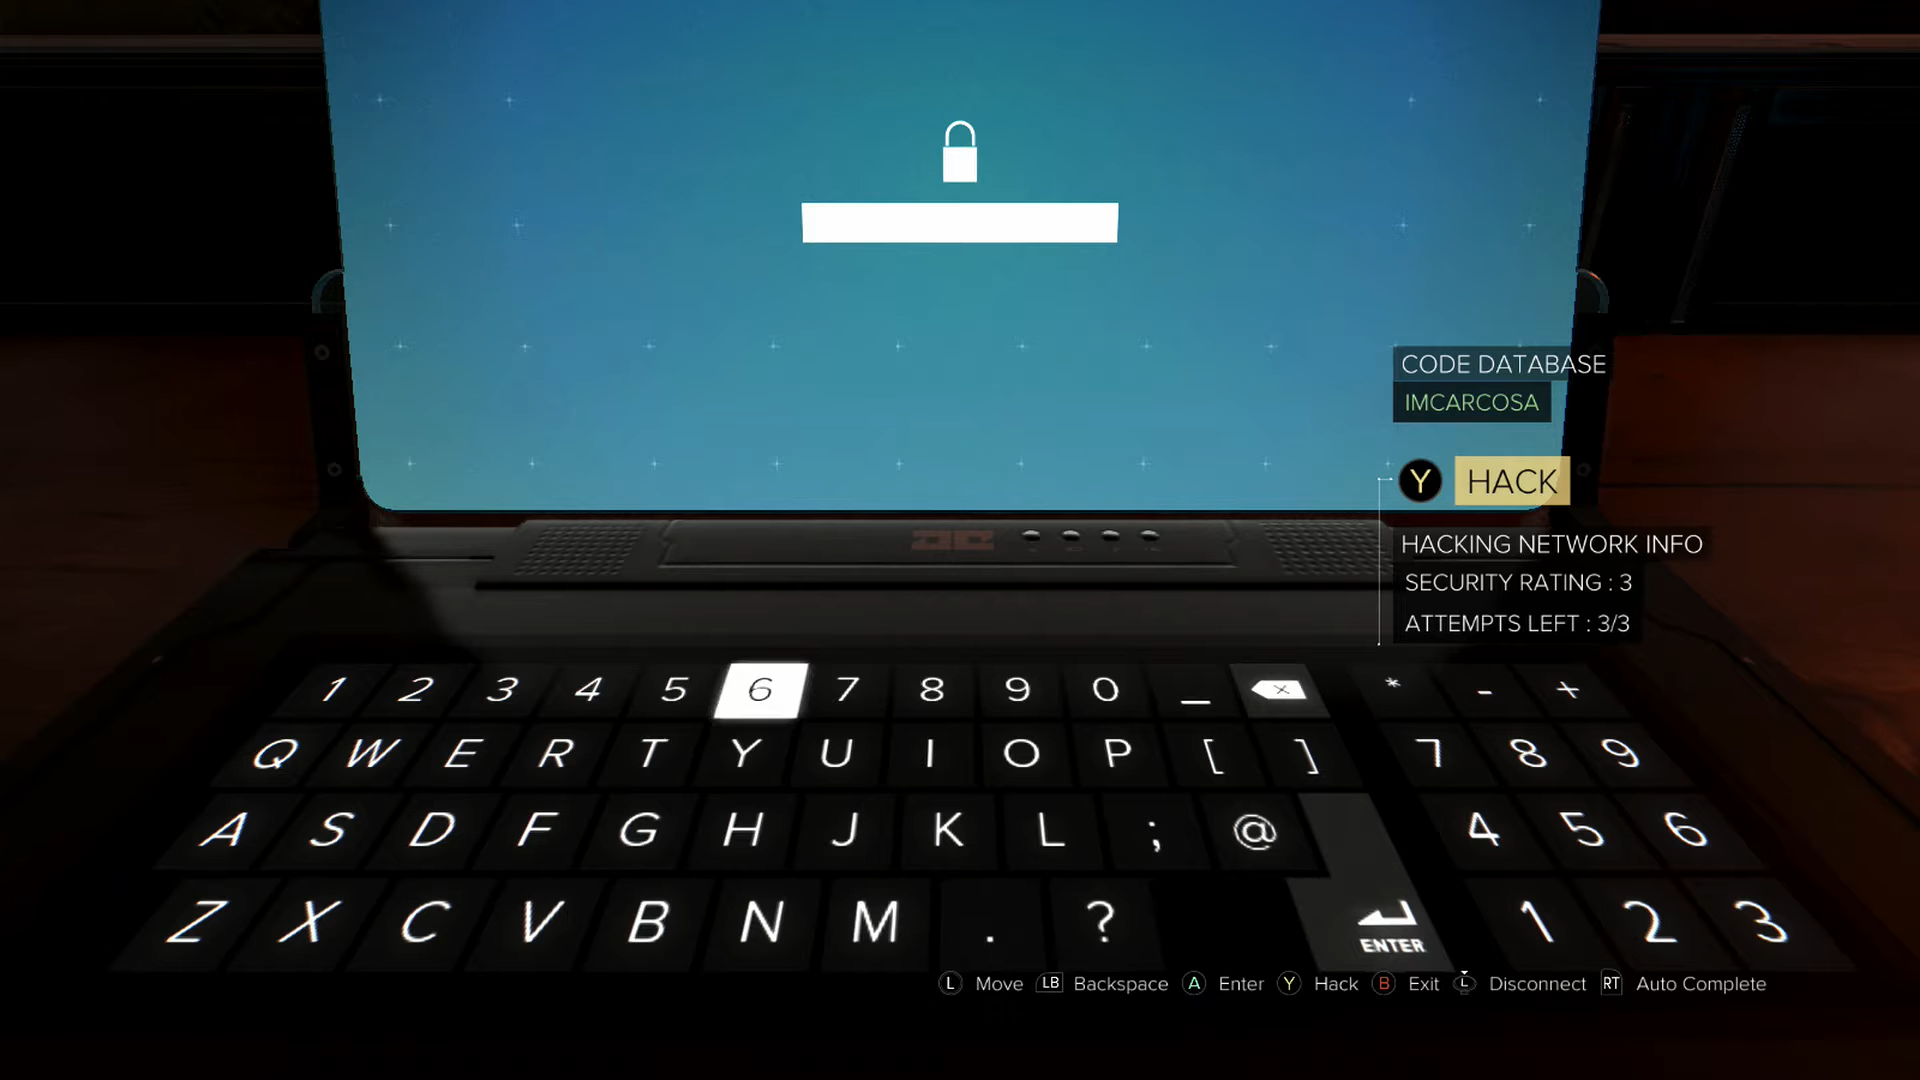 CODE DATABASE
IMCARCOSA
Y HACK
HACKING NETWORK INFO
SECURITY RATING : 3
ATTEMPTS LEFT : 3/3
1 2 3 4 5 6 7 8 9 0 _ * - +
Q W E R T Y U I O P [ ] 7 8 9
A S D F G H J K L ; @ 4 5 6
Z X C V B N M . ? ENTER 1 2 3
L Move LB Backspace A Enter Y Hack B Exit L Disconnect RT Auto Complete